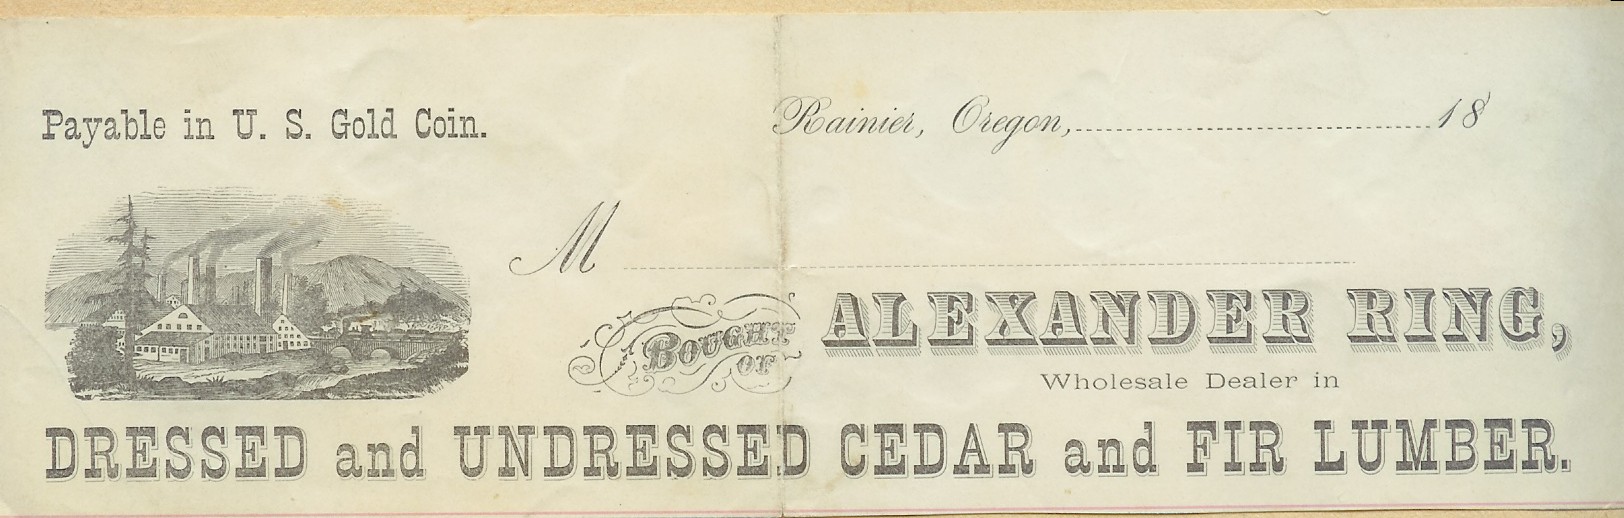 Payable in U. S. Gold Coin.
Rainier, Oregon, 18
M
Bought of ALEXANDER RING,
Wholesale Dealer in
DRESSED and UNDRESSED CEDAR and FIR LUMBER.